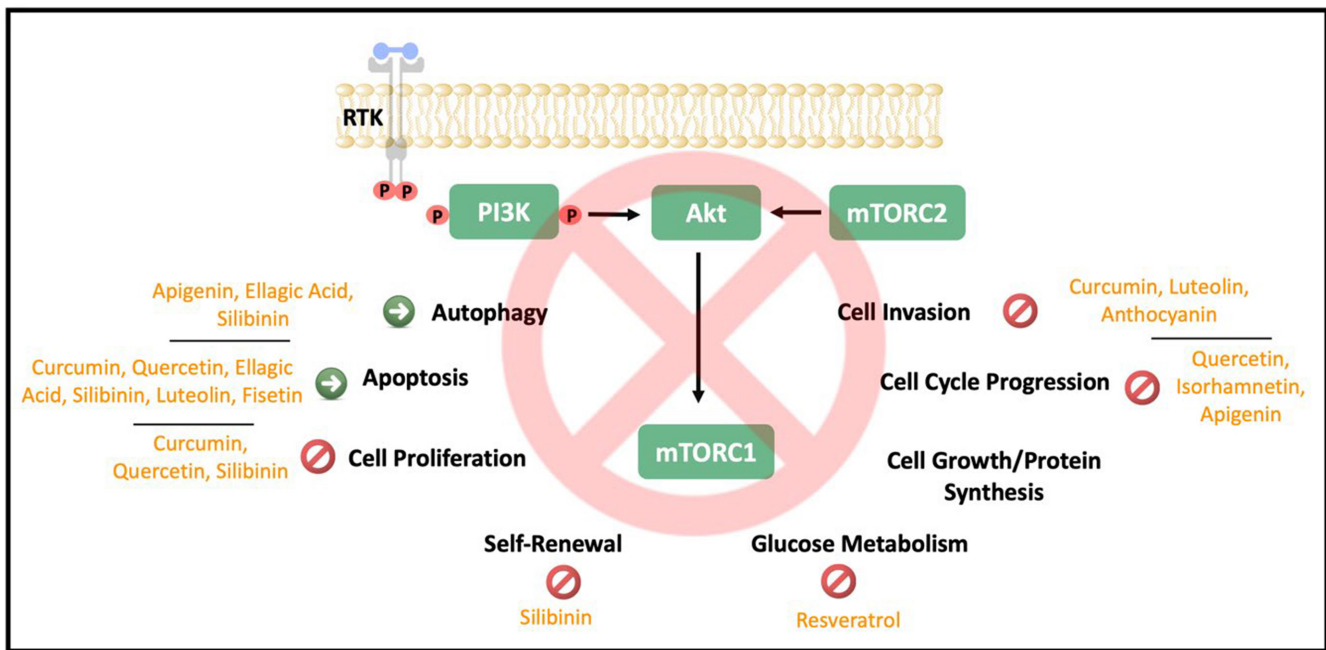 RTK
P
P
P
PI3K
P
Akt
mTORC2
Apigenin, Ellagic Acid,
Silibinin
Autophagy
Curcumin, Quercetin, Ellagic
Acid, Silibinin, Luteolin, Fisetin
Apoptosis
Curcumin,
Quercetin, Silibinin
Cell Proliferation
mTORC1
Cell Invasion
Curcumin, Luteolin,
Anthocyanin
Cell Cycle Progression
Quercetin,
Isorhamnetin,
Apigenin
Cell Growth/Protein
Synthesis
Self-Renewal
Silibinin
Glucose Metabolism
Resveratrol